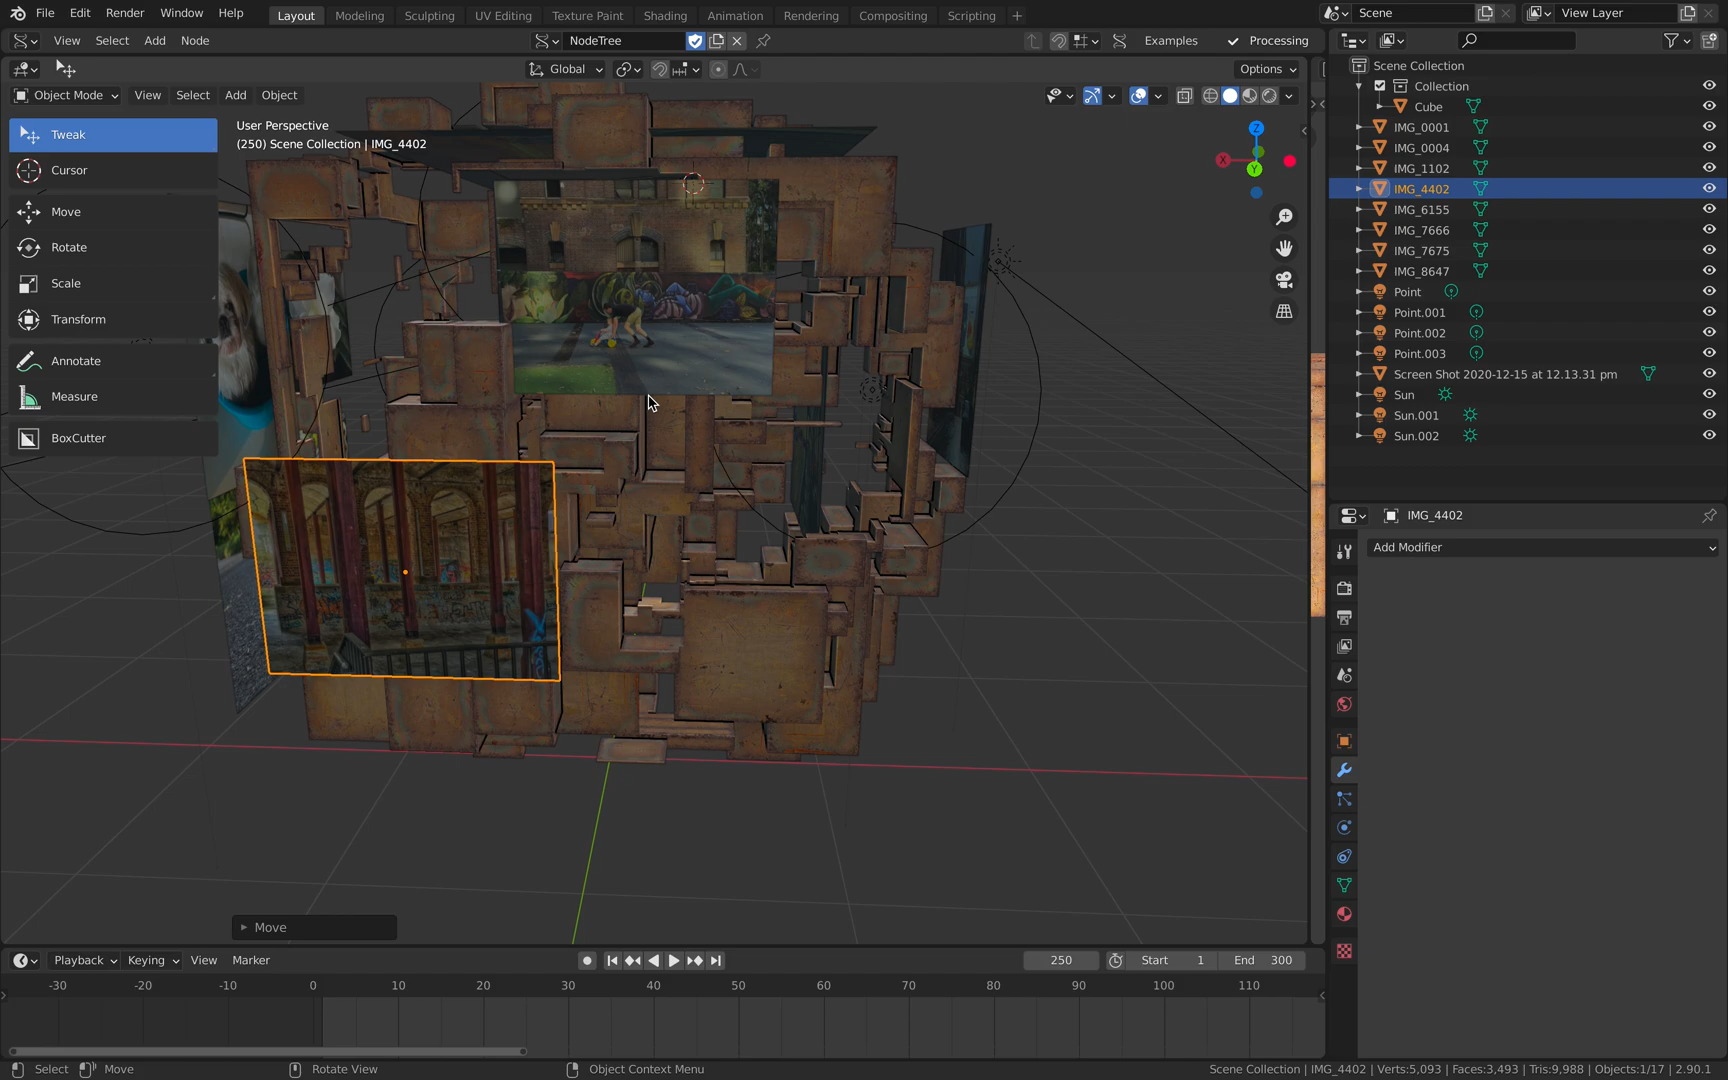 File Edit Render Window Help Layout Modeling Sculpting UV Editing Texture Paint Shading Animation Rendering Compositing Scripting + Scene View Layer
View Select Add Node NodeTree Examples Processing
Global Options
Object Mode View Select Add Object
Tweak
Cursor
Move
Rotate
Scale
Transform
Annotate
Measure
BoxCutter
User Perspective
(250) Scene Collection | IMG_4402
Z
X
Y
Move
Scene Collection
Collection
Cube
IMG_0001
IMG_0004
IMG_1102
IMG_4402
IMG_6155
IMG_7666
IMG_7675
IMG_8647
Point
Point.001
Point.002
Point.003
Screen Shot 2020-12-15 at 12.13.31 pm
Sun
Sun.001
Sun.002
IMG_4402
Add Modifier
Playback Keying View Marker 250 Start 1 End 300
-30 -20 -10 0 10 20 30 40 50 60 70 80 90 100 110
Select Move Rotate View Object Context Menu Scene Collection | IMG_4402 | Verts:5,093 | Faces:3,493 | Tris:9,988 | Objects:1/17 | 2.90.1